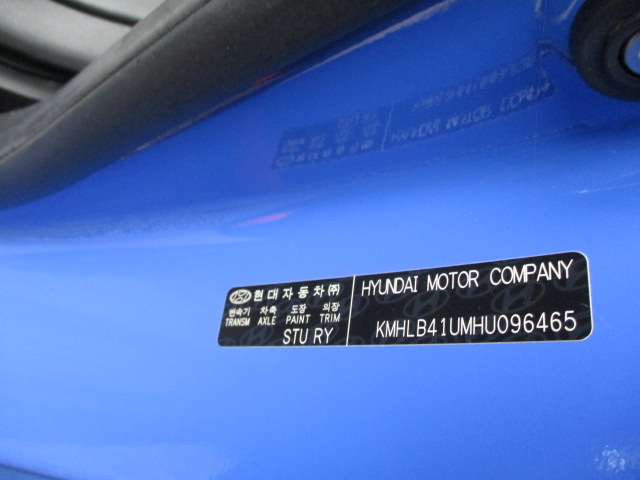 현대자동차㈜
변속기 차축 도장 의장
TRANSM AXLE PAINT TRIM
STU RY
HYUNDAI MOTOR COMPANY
KMHLB41UMHU096465